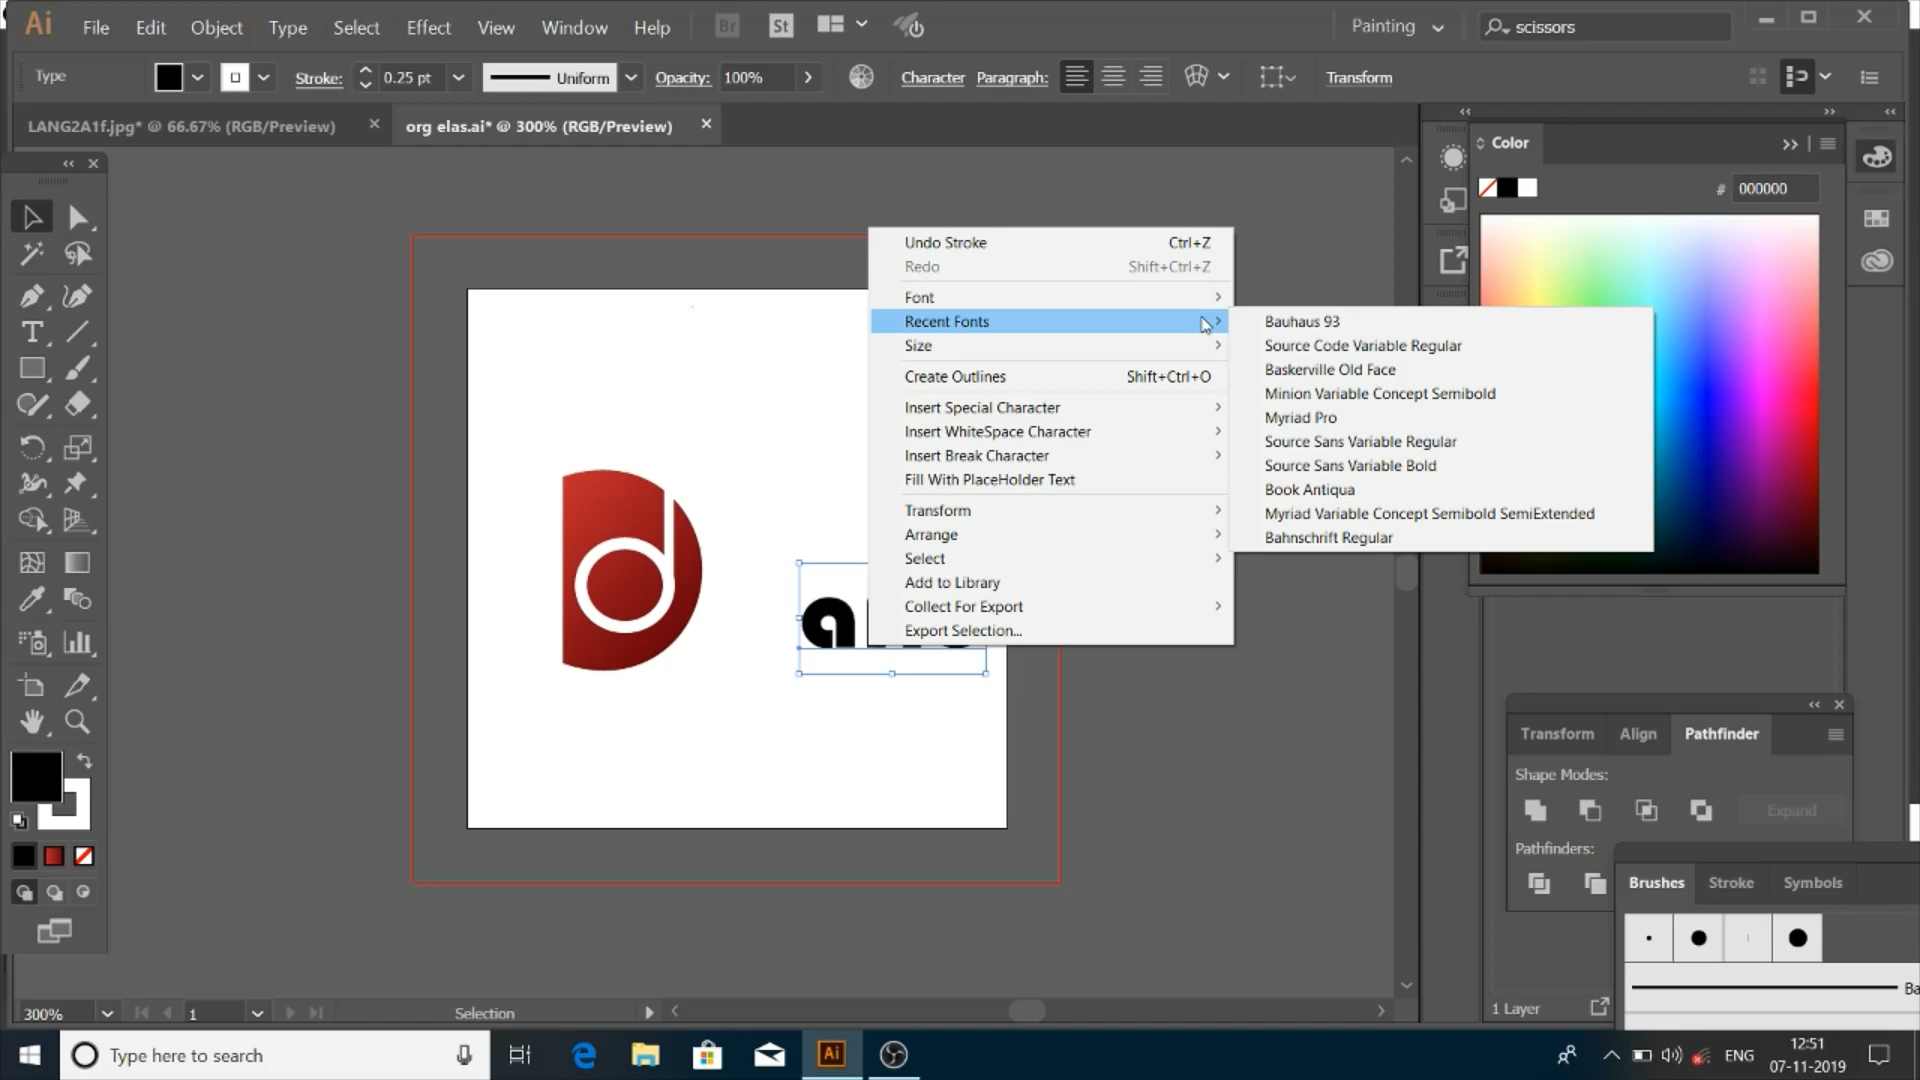 Ai File Edit Object Type Select Effect View Window Help Br St Painting scissors
Type Stroke: 0.25 pt Uniform Opacity: 100% Character Paragraph: Transform
LANG2A1f.jpg* @ 66.67% (RGB/Preview) org elas.ai* @ 300% (RGB/Preview)
Color
# 000000
Undo Stroke Ctrl+Z
Redo Shift+Ctrl+Z
Font
Recent Fonts
Size
Create Outlines Shift+Ctrl+O
Insert Special Character
Insert WhiteSpace Character
Insert Break Character
Fill With PlaceHolder Text
Transform
Arrange
Select
Add to Library
Collect For Export
Export Selection...
Bauhaus 93
Source Code Variable Regular
Baskerville Old Face
Minion Variable Concept Semibold
Myriad Pro
Source Sans Variable Regular
Source Sans Variable Bold
Book Antiqua
Myriad Variable Concept Semibold SemiExtended
Bahnschrift Regular
d
a
Transform Align Pathfinder
Shape Modes:
Expand
Pathfinders:
Brushes Stroke Symbols
Ba
1 Layer
300% 1 Selection
Type here to search
Ai
ENG
12:51
07-11-2019